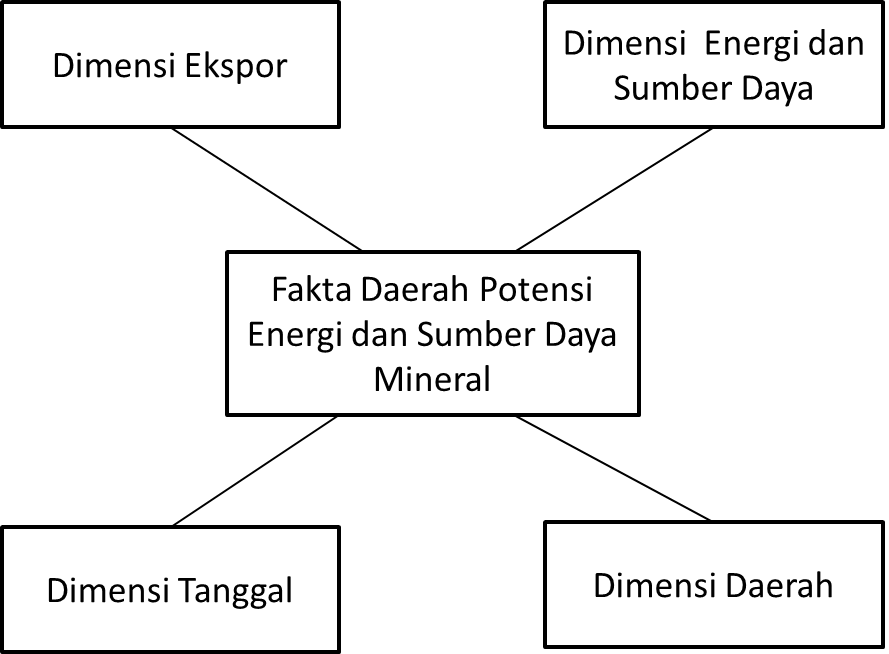 Dimensi Ekspor
Dimensi Energi dan
Sumber Daya
Fakta Daerah Potensi
Energi dan Sumber Daya
Mineral
Dimensi Tanggal
Dimensi Daerah